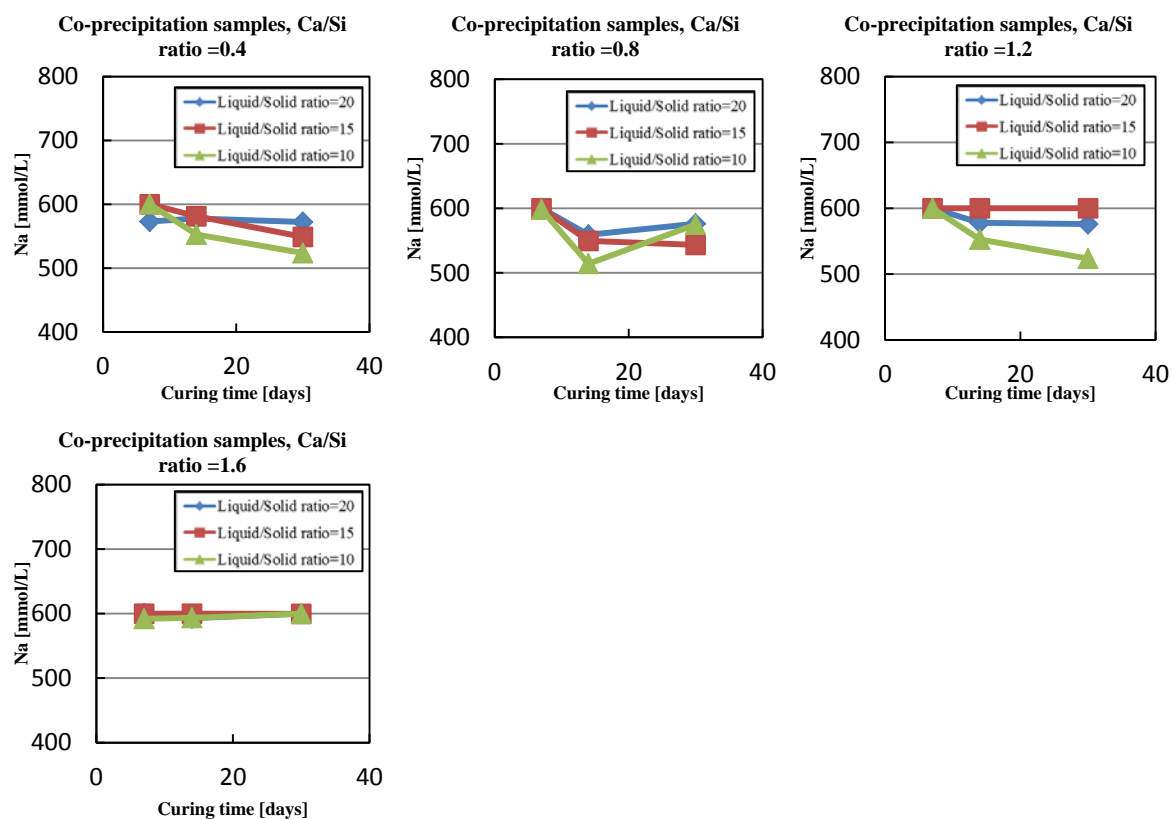 Co-precipitation samples, Ca/Si
ratio =0.4
800
700
600
500
400
Na [mmol/L]
Liquid/Solid ratio=20
Liquid/Solid ratio=15
Liquid/Solid ratio=10
0
20
40
Curing time [days]
Co-precipitation samples, Ca/Si
ratio =0.8
800
700
600
500
400
Na [mmol/L]
Liquid/Solid ratio=20
Liquid/Solid ratio=15
Liquid/Solid ratio=10
0
20
40
Curing time [days]
Co-precipitation samples, Ca/Si
ratio =1.2
800
700
600
500
400
Na [mmol/L]
Liquid/Solid ratio=20
Liquid/Solid ratio=15
Liquid/Solid ratio=10
0
20
40
Curing time [days]
Co-precipitation samples, Ca/Si
ratio =1.6
800
700
600
500
400
Na [mmol/L]
Liquid/Solid ratio=20
Liquid/Solid ratio=15
Liquid/Solid ratio=10
0
20
40
Curing time [days]